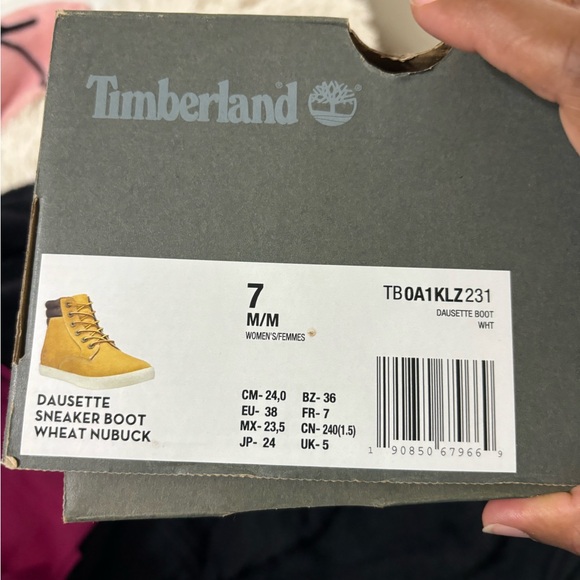 Timberland
7
M/M
WOMEN'S/FEMMES
TB0A1KLZ231
DAUSETTE BOOT
WHT
DAUSETTE
SNEAKER BOOT
WHEAT NUBUCK
CM- 24,0 BZ- 36
EU- 38 FR- 7
MX- 23,5 CN- 240(1.5)
JP- 24 UK- 5
1 90850 67966 9